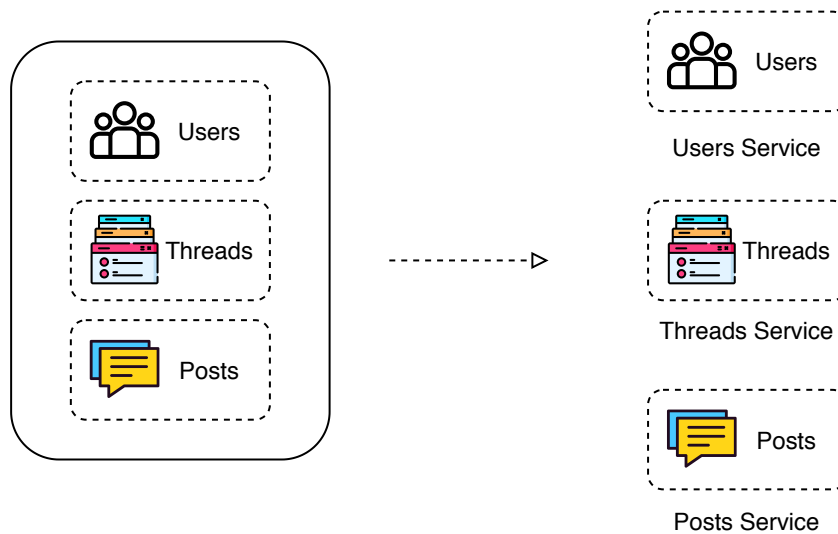 Users
Threads
Posts
Users
Users Service
Threads
Threads Service
Posts
Posts Service